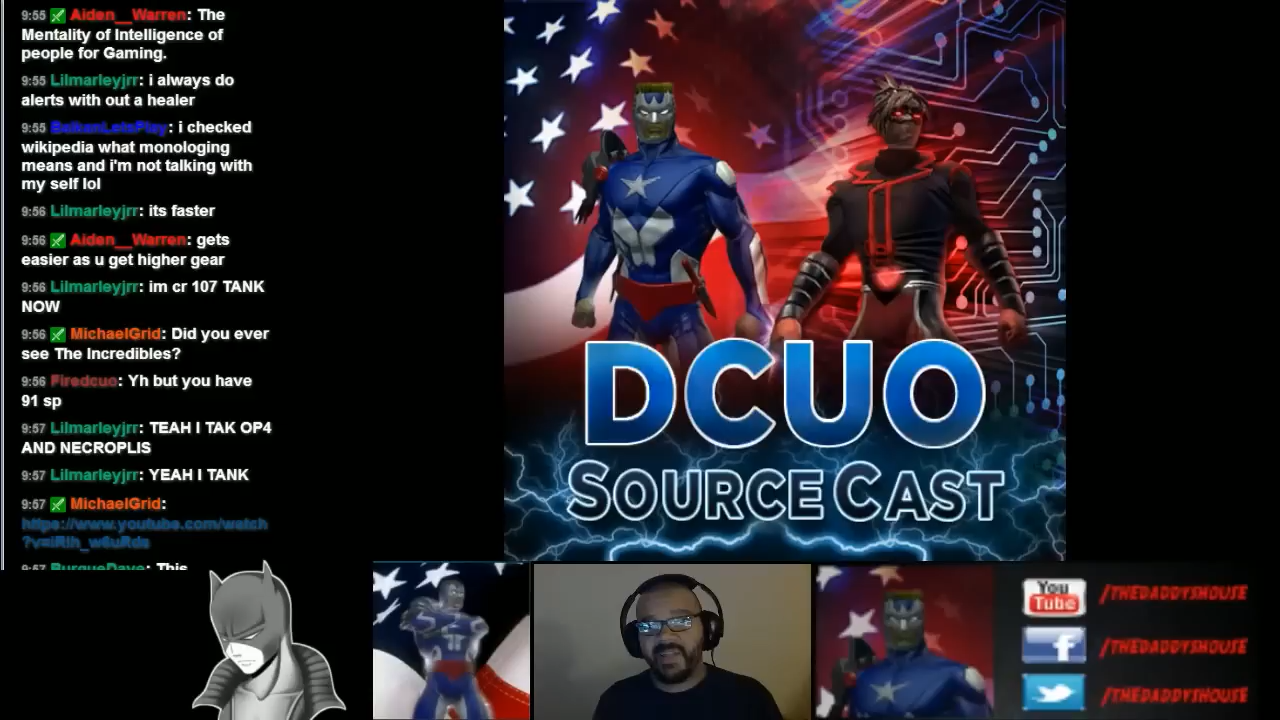 9:55 Aiden__Warren: The
Mentality of Intelligence of
people for Gaming.
9:55 Lilmarleyjrr: i always do
alerts with out a healer
9:55 BalkanLetsPlay: i checked
wikipedia what monologing
means and i'm not talking with
my self lol
9:56 Lilmarleyjrr: its faster
9:56 Aiden__Warren: gets
easier as u get higher gear
9:56 Lilmarleyjrr: im cr 107 TANK
NOW
9:56 MichaelGrid: Did you ever
see The Incredibles?
9:56 Firedcuo: Yh but you have
91 sp
9:57 Lilmarleyjrr: TEAH I TAK OP4
AND NECROPLIS
9:57 Lilmarleyjrr: YEAH I TANK
9:57 MichaelGrid:
https://www.youtube.com/watch
9:57 BurqueDave: This
DCUO
SOURCECAST
You Tube /THEDADDYSHOUSE
f /THEDADDYSHOUSE
/THEDADDYSHOUSE